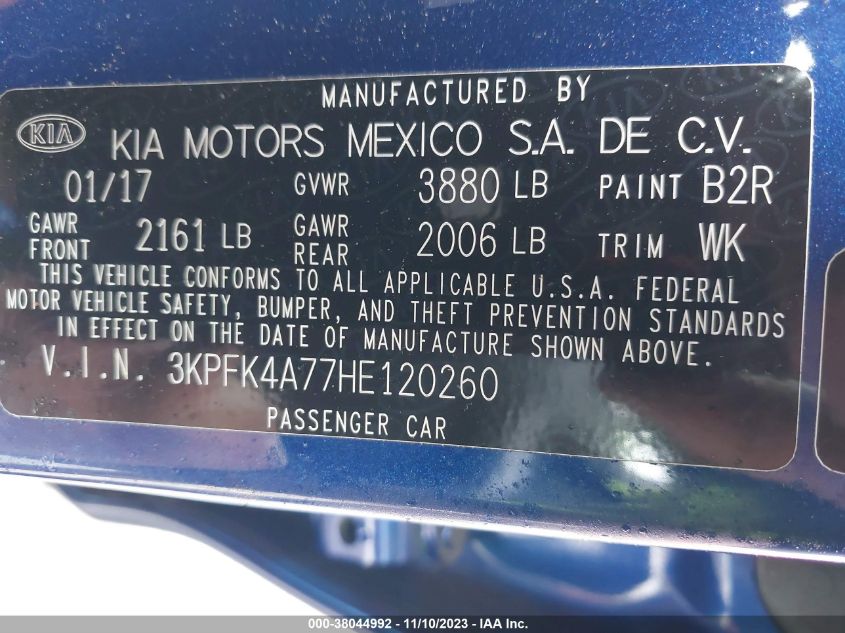 MANUFACTURED BY
KIA KIA MOTORS MEXICO S.A. DE C.V.
01/17 GVWR 3880 LB PAINT B2R
GAWR FRONT 2161 LB GAWR REAR 2006 LB TRIM WK
THIS VEHICLE CONFORMS TO ALL APPLICABLE U.S.A. FEDERAL
MOTOR VEHICLE SAFETY, BUMPER, AND THEFT PREVENTION STANDARDS
IN EFFECT ON THE DATE OF MANUFACTURE SHOWN ABOVE.
V.I.N. 3KPFK4A77HE120260
PASSENGER CAR
000-38044992 - 11/10/2023 - IAA Inc.